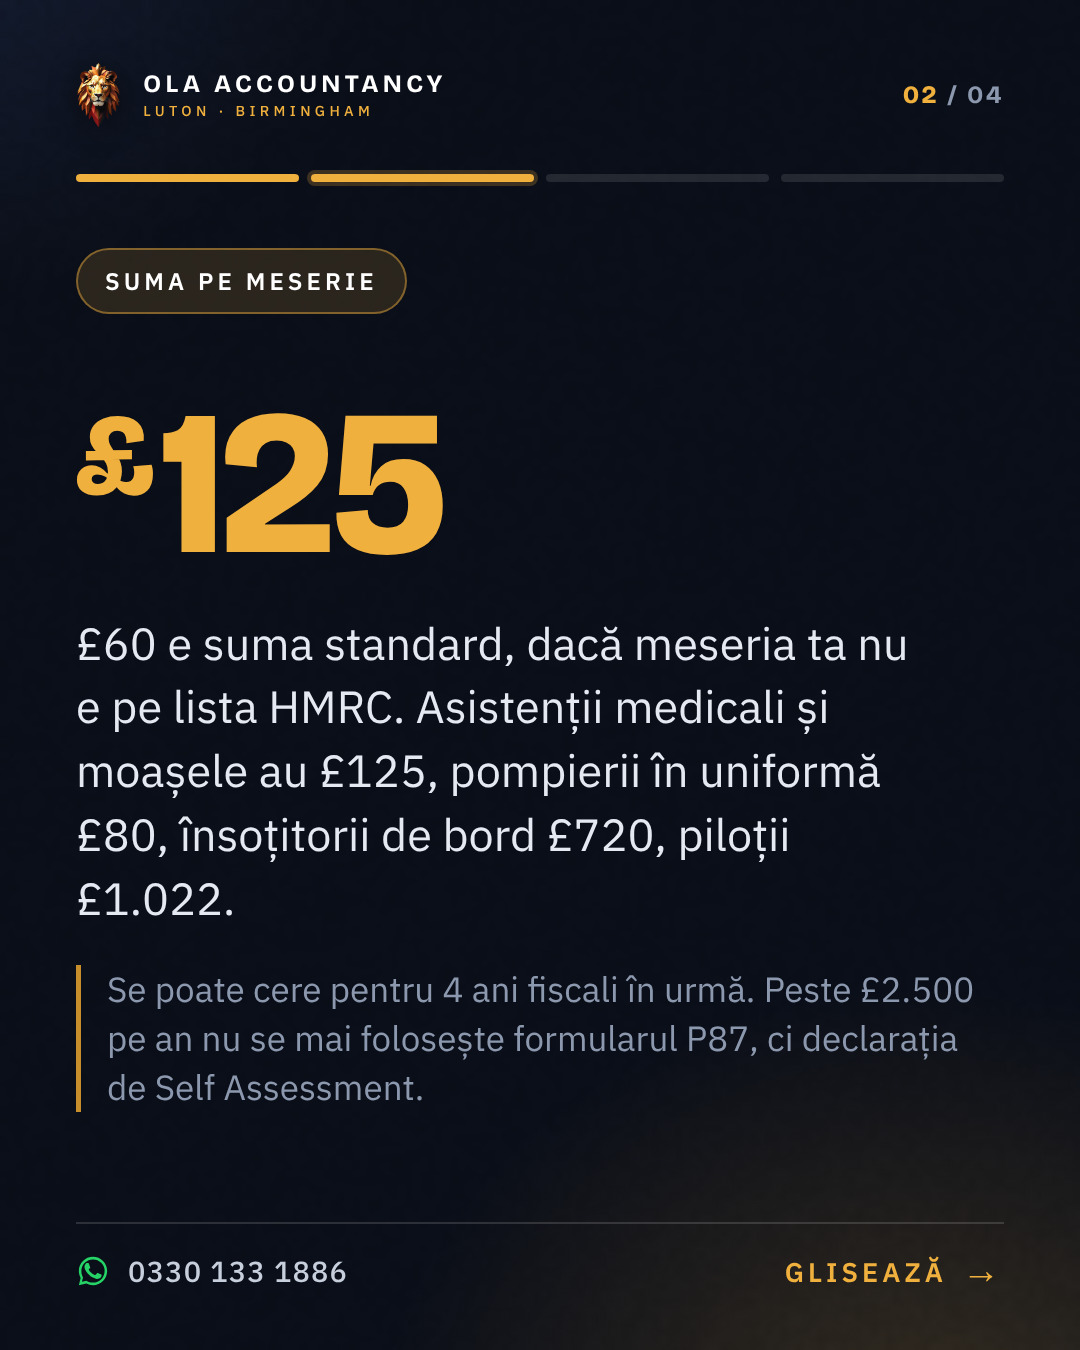 OLA ACCOUNTANCY
LUTON · BIRMINGHAM
02 / 04
SUMA PE MESERIE
£125
£60 e suma standard, dacă meseria ta nu
e pe lista HMRC. Asistenții medicali și
moașele au £125, pompierii în uniformă
£80, însoțitorii de bord £720, piloții
£1.022.
Se poate cere pentru 4 ani fiscali în urmă. Peste £2.500
pe an nu se mai folosește formularul P87, ci declarația
de Self Assessment.
0330 133 1886
GLISEAZĂ →